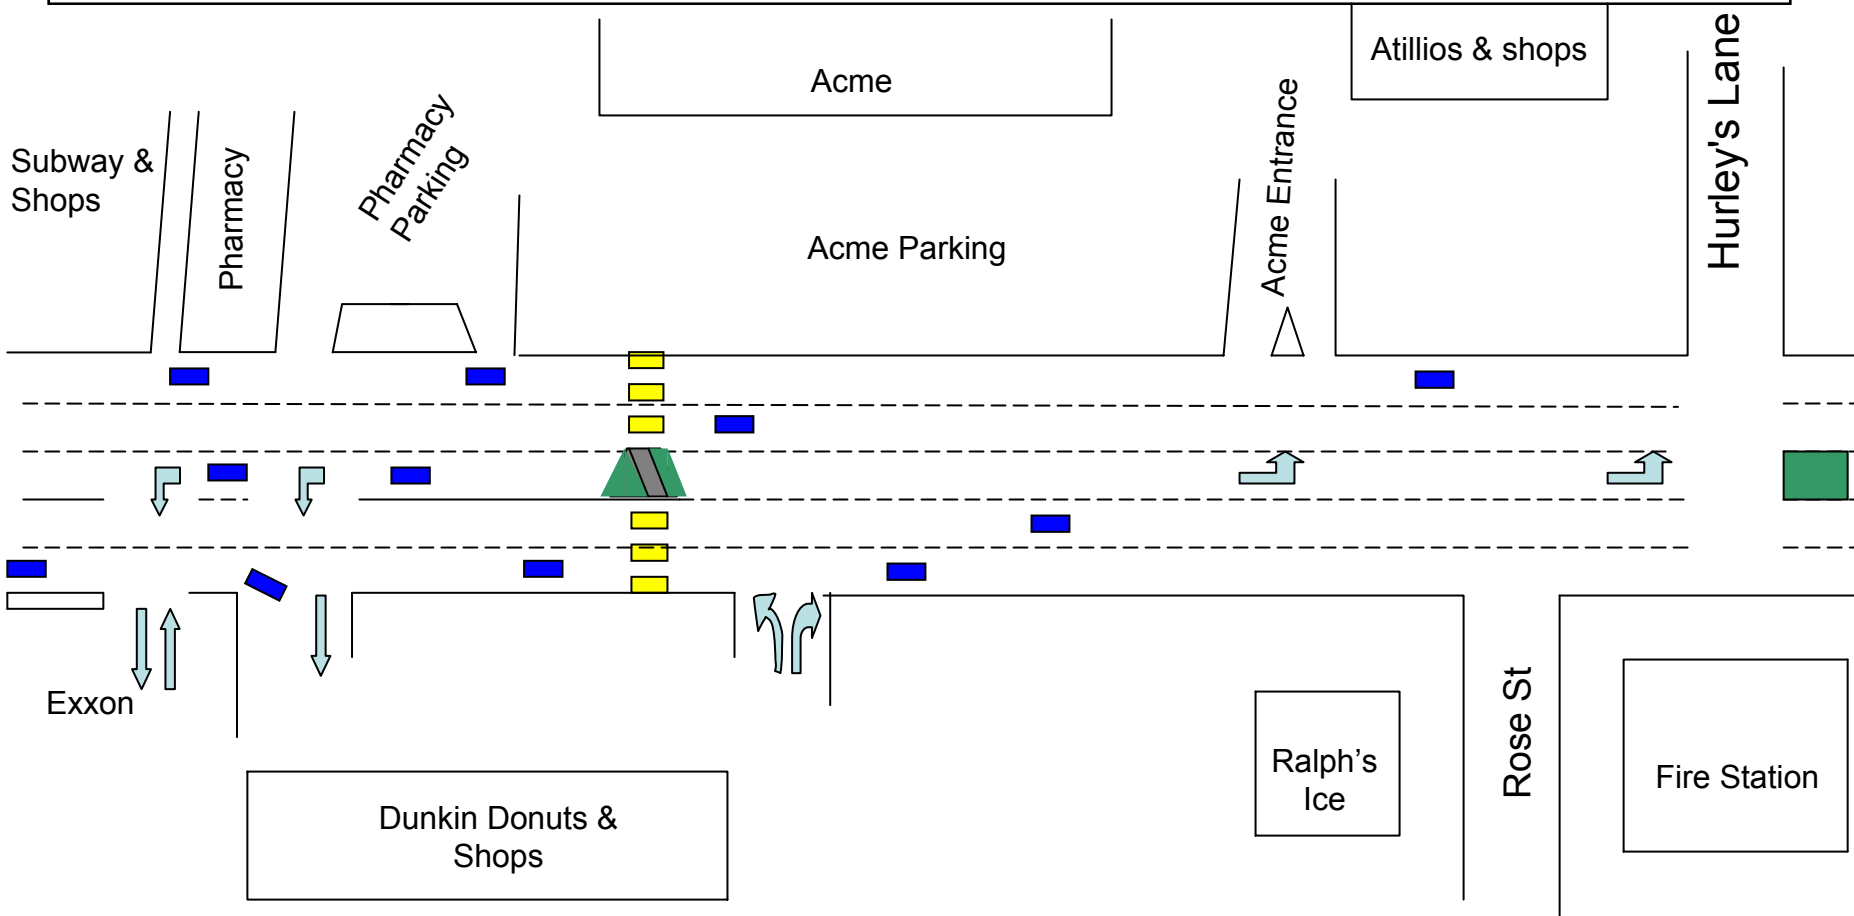 Atillios & shops
Hurley's Lane
Acme
Acme Entrance
Pharmacy
Parking
Subway &
Shops
Pharmacy
Acme Parking
Exxon
Rose St
Ralph’s
Ice
Fire Station
Dunkin Donuts &
Shops